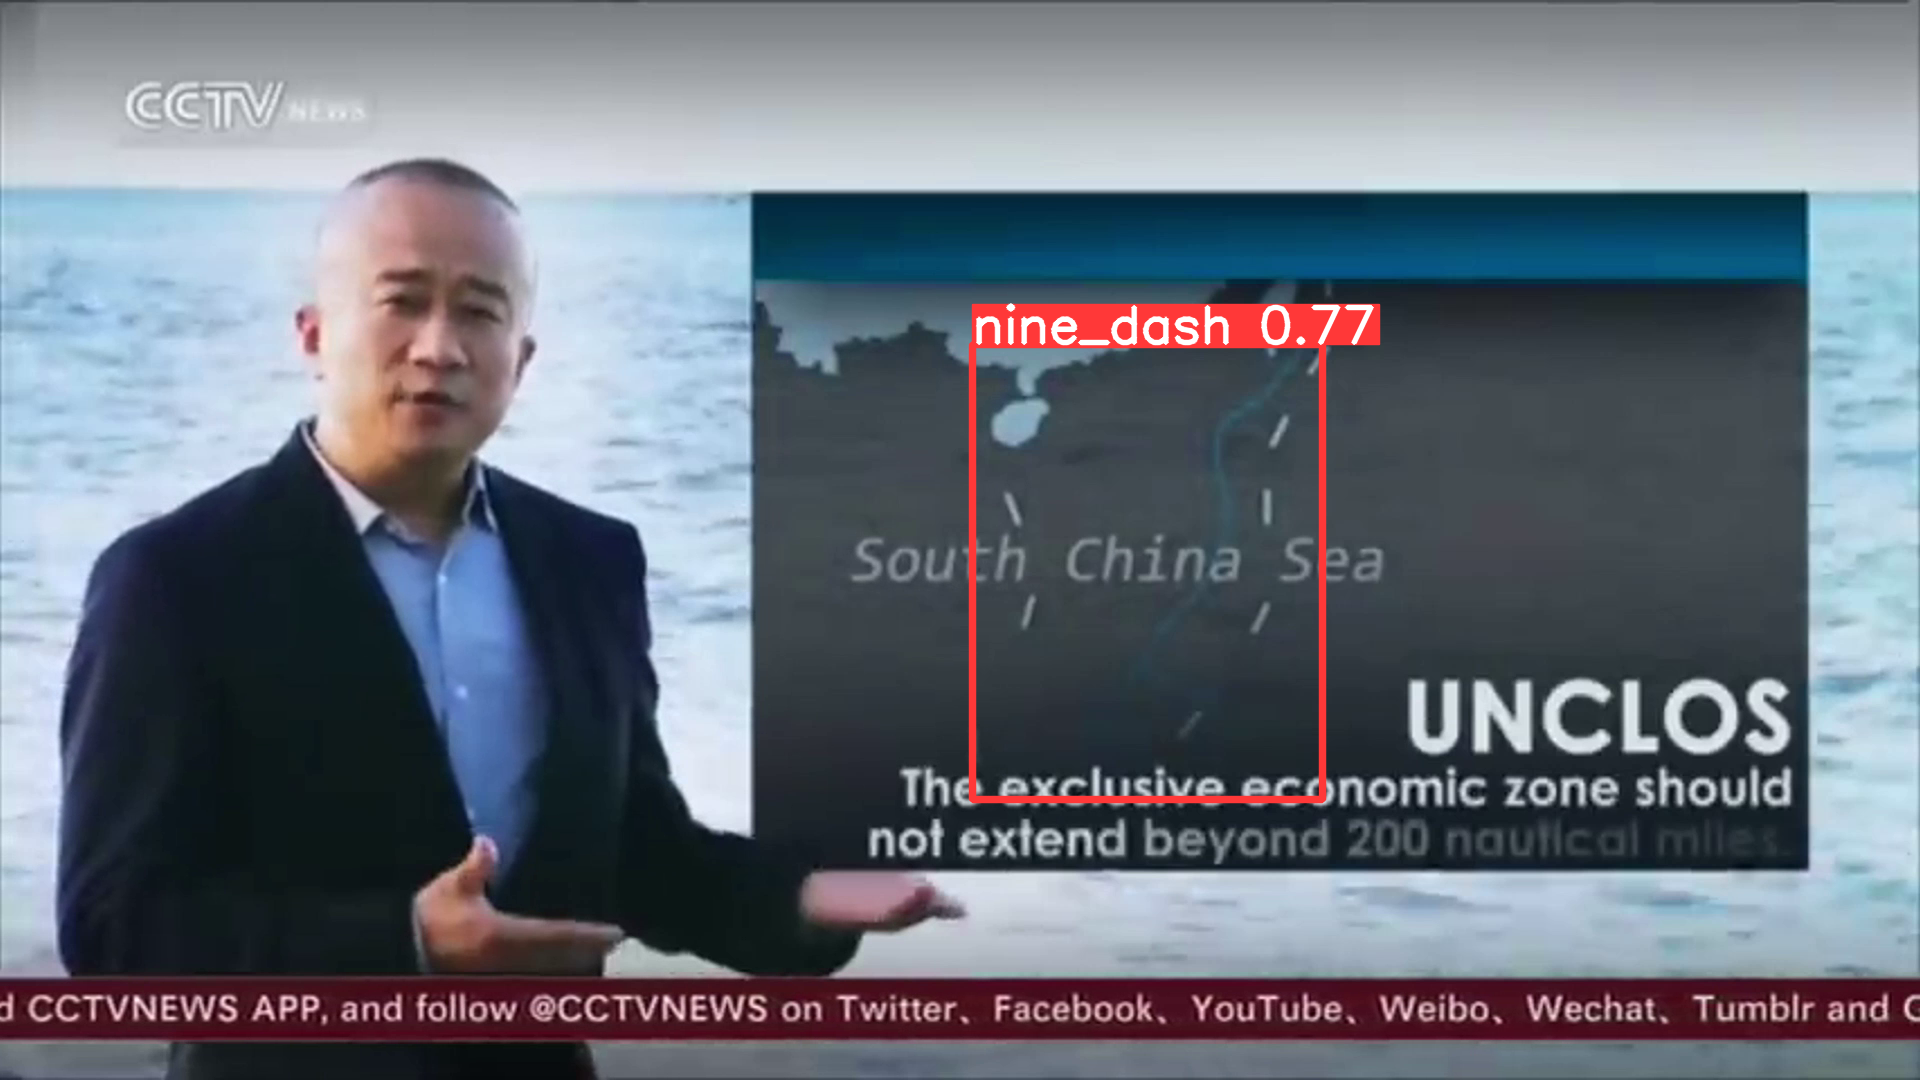 CCTV NEWS
nine_dash 0.77
South China Sea
UNCLOS
The exclusive economic zone should
not extend beyond 200 nautical miles.
d CCTVNEWS APP, and follow @CCTVNEWS on Twitter、Facebook、YouTube、Weibo、Wechat、Tumblr and